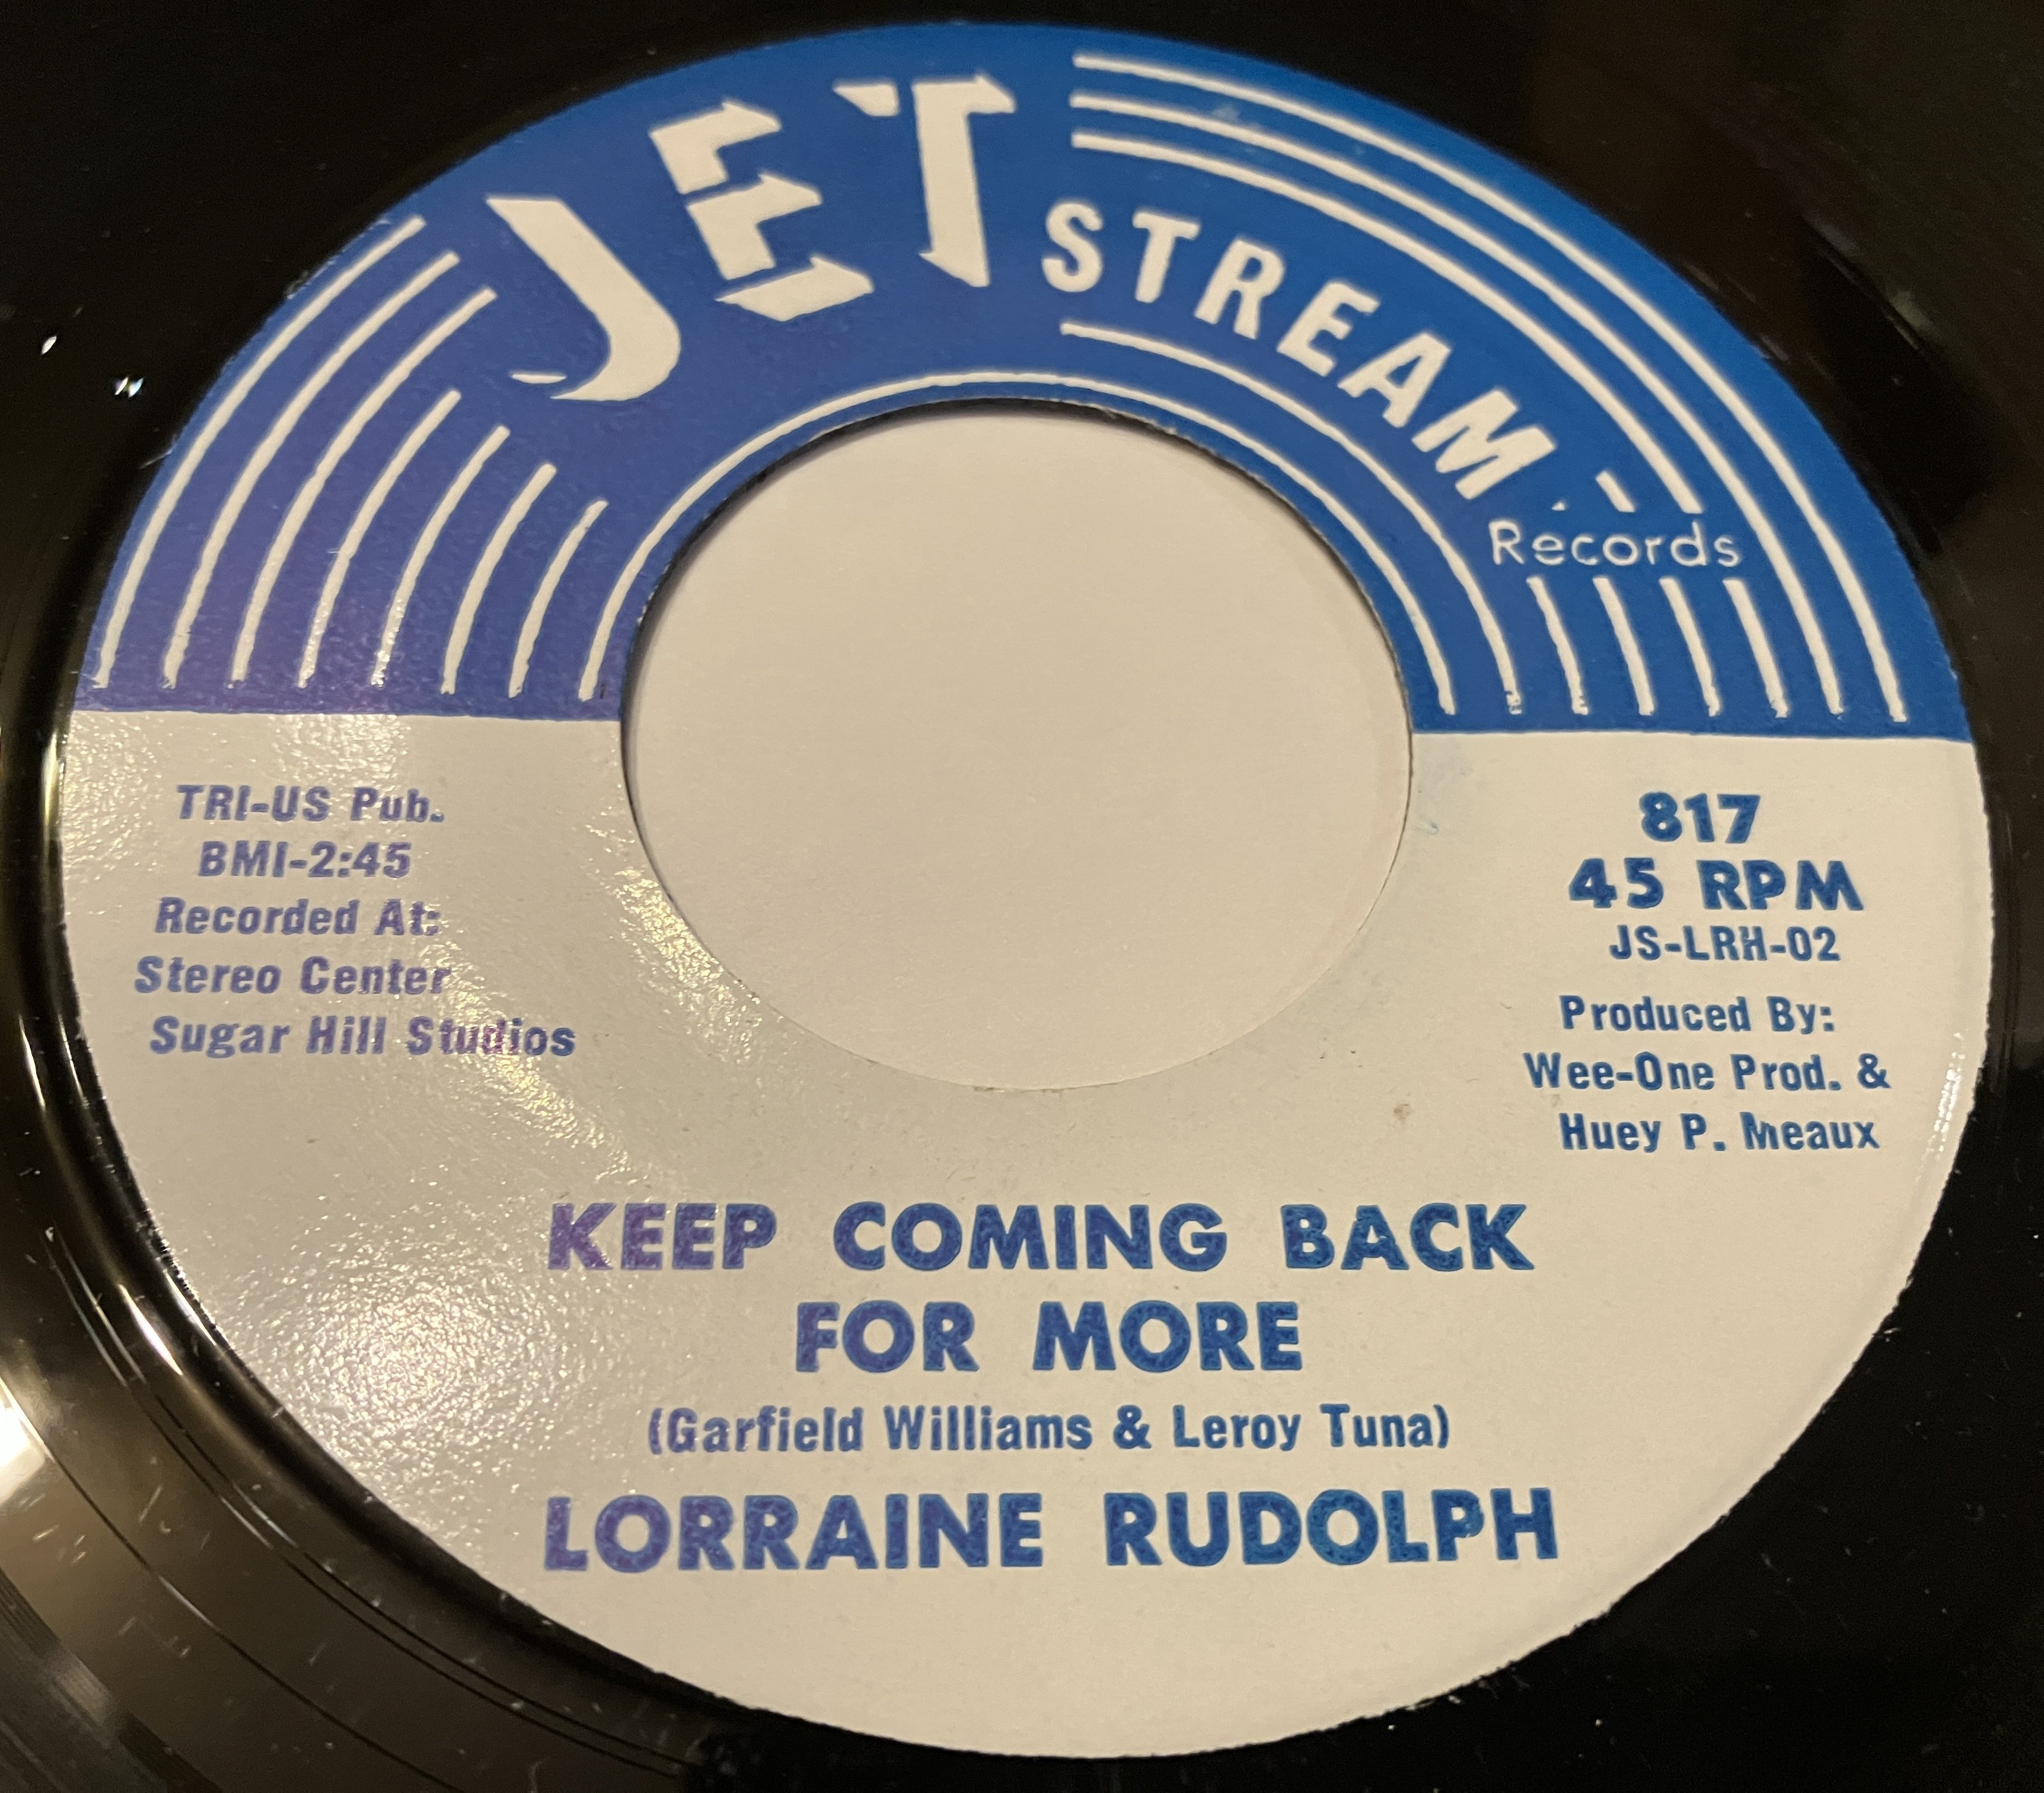 JET STREAM
Records
TRI-US Pub.
BMI-2:45
Recorded At:
Stereo Center
Sugar Hill Studios
817
45 RPM
JS-LRH-02
Produced By:
Wee-One Prod. &
Huey P. Meaux
KEEP COMING BACK
FOR MORE
(Garfield Williams & Leroy Tuna)
LORRAINE RUDOLPH